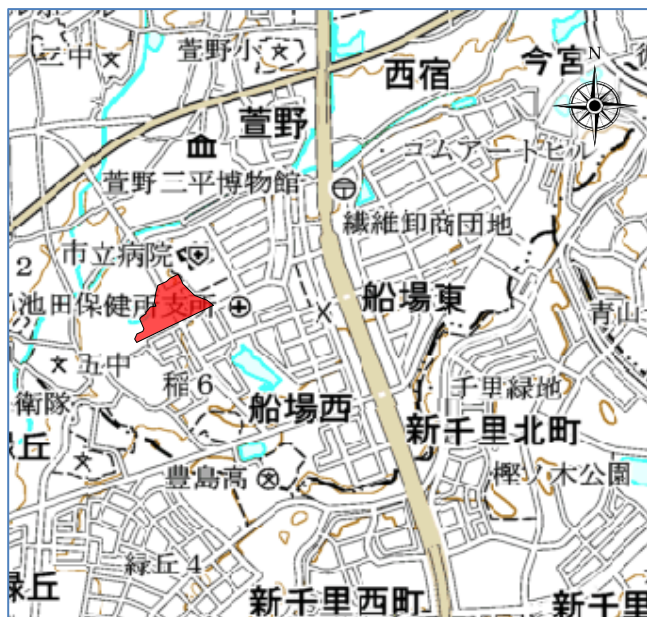 三中
萱野小
西宿
今宮
N
萱野
コムアートヒル
萱野三平博物館
繊維卸商団地
市立病院
2
池田保健所支所
船場東
青山
五中
稲6
千里緑地
衛隊
船場西
新千里北町
緑丘
豊島高
樫ノ木公園
緑丘4
緑丘
新千里西町
新千里